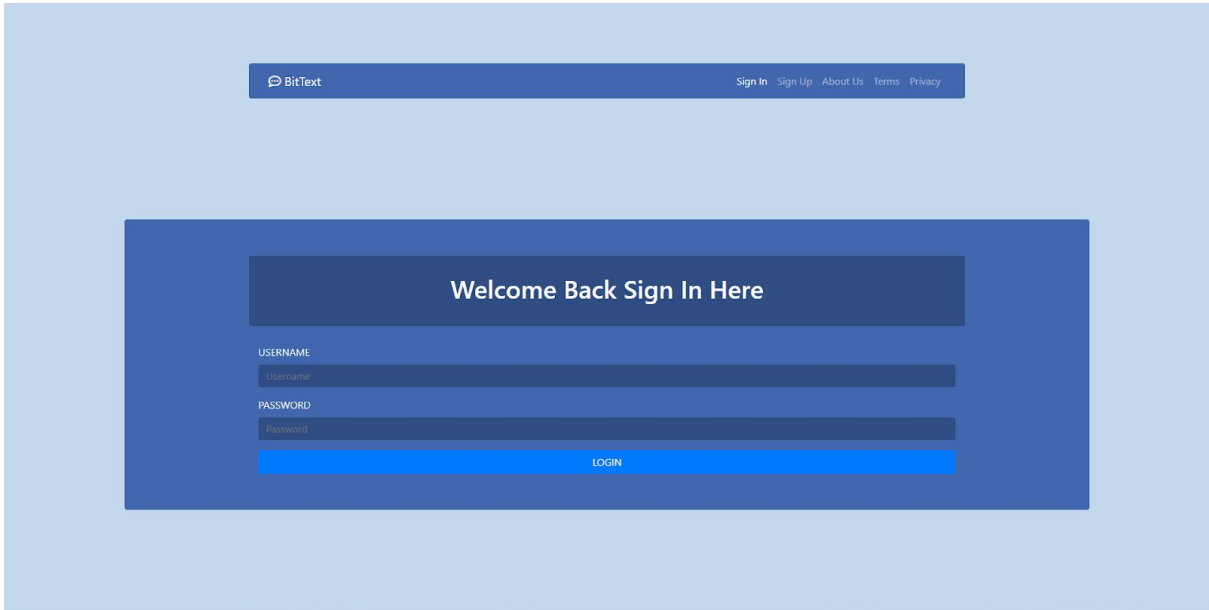 BitText Sign In Sign Up About Us Terms Privacy
Welcome Back Sign In Here
USERNAME
Username
PASSWORD
Password
LOGIN